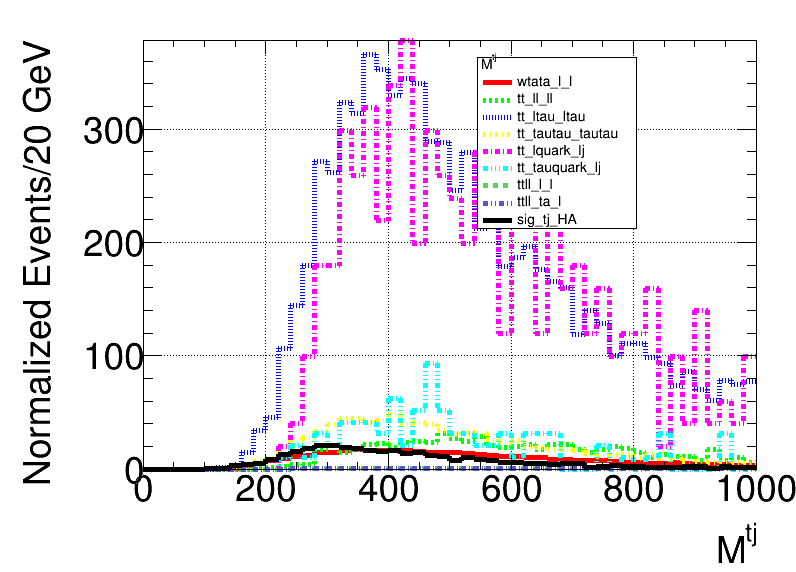 Normalized Events/20 GeV
300
200
100
0
0 200 400 600 800 1000
M^tj
M^tj
wtata_l_l
tt_ll_ll
tt_ltau_ltau
tt_tautau_tautau
tt_lquark_lj
tt_tauquark_lj
ttll_l_l
ttll_ta_l
sig_tj_HA